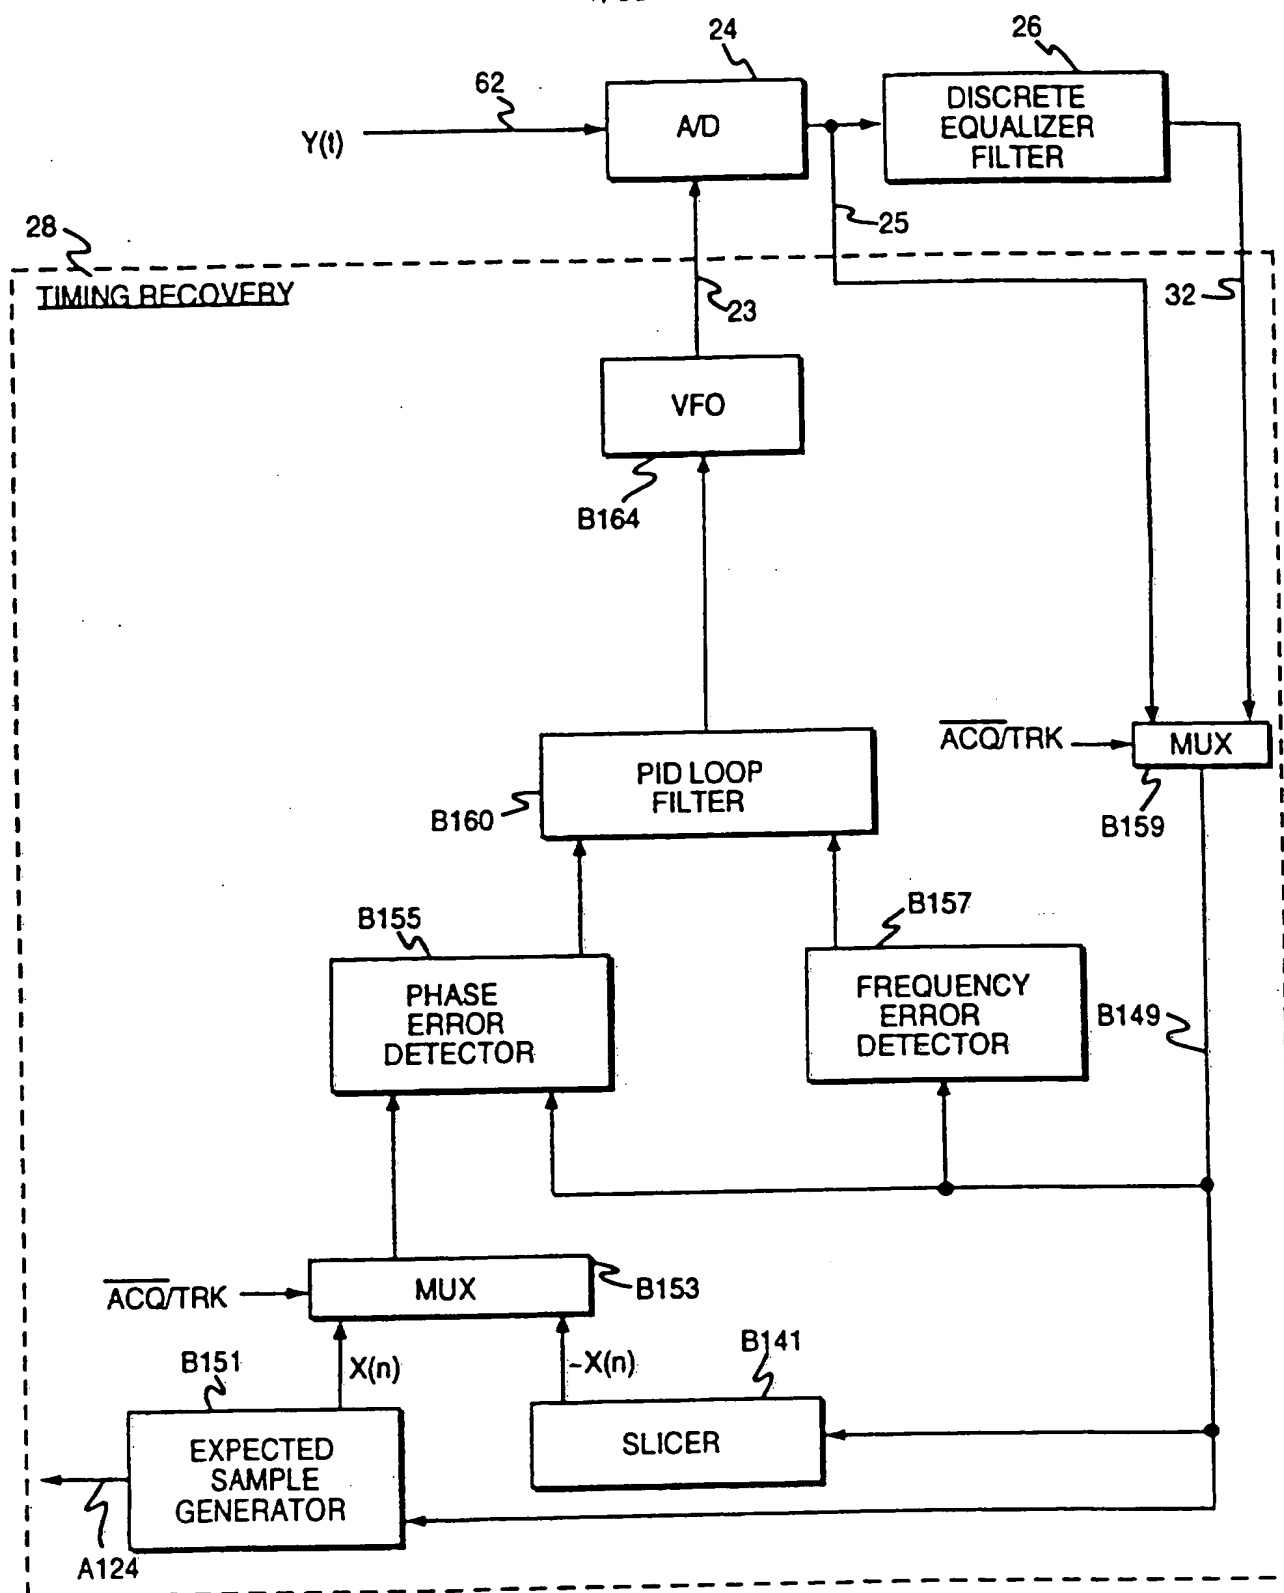 24
26
62
Y(t)
A/D
DISCRETE
EQUALIZER
FILTER
25
28
TIMING RECOVERY
23
32
VFO
B164
A̅C̅Q̅/TRK
MUX
PID LOOP
FILTER
B160
B159
B155
B157
PHASE
ERROR
DETECTOR
FREQUENCY
ERROR
DETECTOR
B149
A̅C̅Q̅/TRK
MUX
B153
B151
X(n)
~X(n)
B141
EXPECTED
SAMPLE
GENERATOR
SLICER
A124